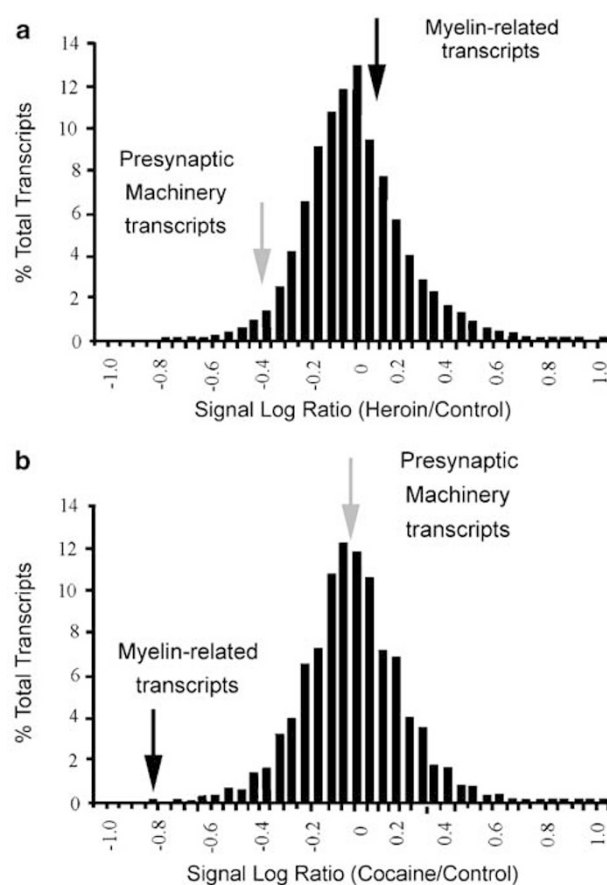 a
Myelin-related
transcripts
Presynaptic
Machinery
transcripts
% Total Transcripts
14
12
10
8
6
4
2
0
-1.0
-0.8
-0.6
-0.4
-0.2
0
0.2
0.4
0.6
0.8
1.0
Signal Log Ratio (Heroin/Control)
b
Presynaptic
Machinery
transcripts
Myelin-related
transcripts
% Total Transcripts
14
12
10
8
6
4
2
0
-1.0
-0.8
-0.6
-0.4
-0.2
0
0.2
0.4
0.6
0.8
1.0
Signal Log Ratio (Cocaine/Control)